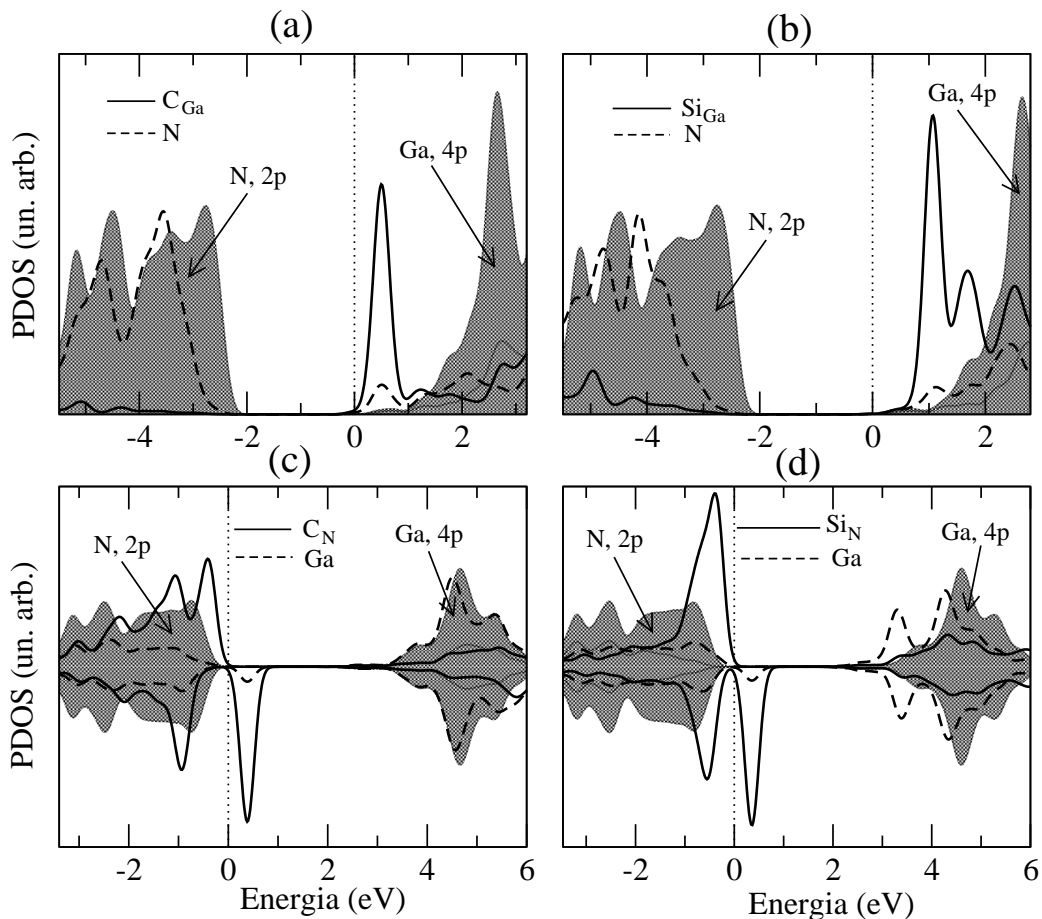 (a)
(b)
PDOS (un. arb.)
C_Ga
N
N, 2p
Ga, 4p
-4 -2 0 2
Si_Ga
N
N, 2p
Ga, 4p
-4 -2 0 2
(c)
(d)
PDOS (un. arb.)
C_N
Ga
N, 2p
Ga, 4p
-2 0 2 4 6
Energia (eV)
Si_N
Ga
N, 2p
Ga, 4p
-2 0 2 4 6
Energia (eV)